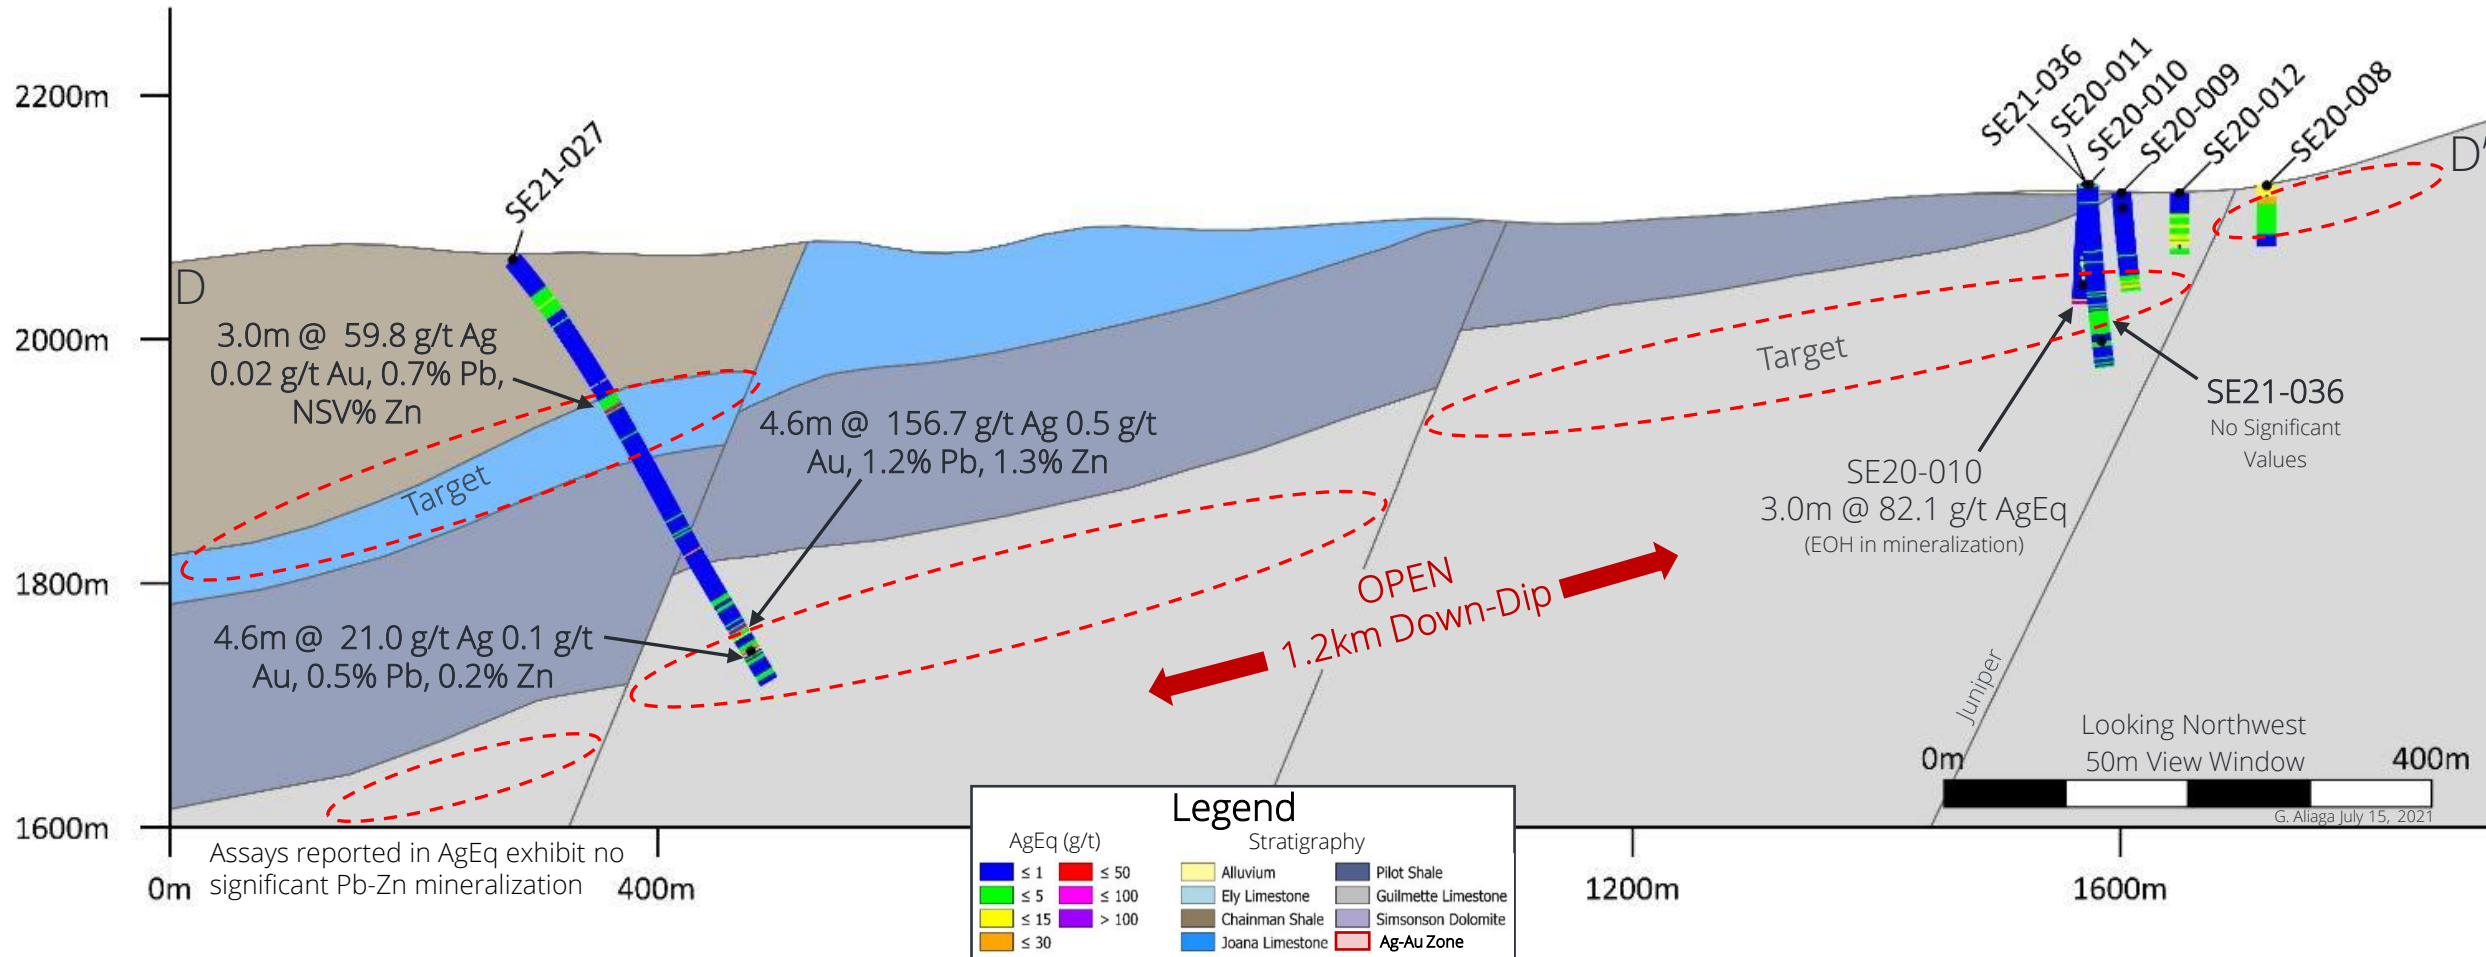 2200m
2000m
1800m
1600m
0m
400m
1200m
1600m
D
D'
SE21-027
SE21-036
SE20-011
SE20-010
SE20-009
SE20-012
SE20-008
3.0m @ 59.8 g/t Ag
0.02 g/t Au, 0.7% Pb,
NSV% Zn
Target
4.6m @ 156.7 g/t Ag 0.5 g/t
Au, 1.2% Pb, 1.3% Zn
4.6m @ 21.0 g/t Ag 0.1 g/t
Au, 0.5% Pb, 0.2% Zn
Target
OPEN
1.2km Down-Dip
SE20-010
3.0m @ 82.1 g/t AgEq
(EOH in mineralization)
SE21-036
No Significant
Values
Juniper
Looking Northwest
50m View Window
0m
400m
G. Aliaga July 15, 2021
Assays reported in AgEq exhibit no
significant Pb-Zn mineralization
Legend
AgEq (g/t)
≤ 1
≤ 5
≤ 15
≤ 30
≤ 50
≤ 100
> 100
Stratigraphy
Alluvium
Ely Limestone
Chainman Shale
Joana Limestone
Pilot Shale
Guilmette Limestone
Simsonson Dolomite
Ag-Au Zone